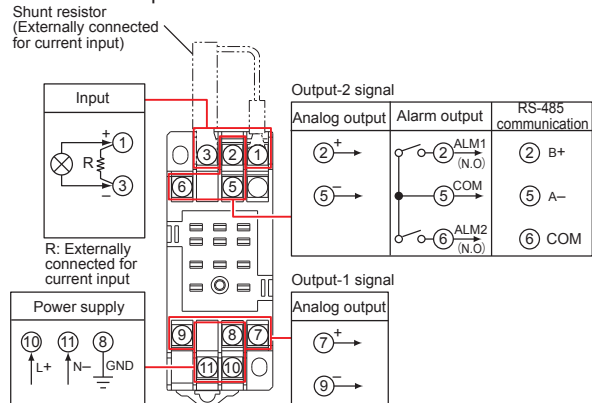 Shunt resistor
(Externally connected
for current input)
Input
+
1
R
–
3
R: Externally
connected for
current input
Power supply
10 11 8
L+ N– GND
3 2 1
6 5
9 8 7
11 10
Output-2 signal
Analog output Alarm output RS-485
communication
2 + 2 ALM1 (N.O) 2 B+
5 – 5 COM 5 A–
6 ALM2 (N.O) 6 COM
Output-1 signal
Analog output
7 +
9 –